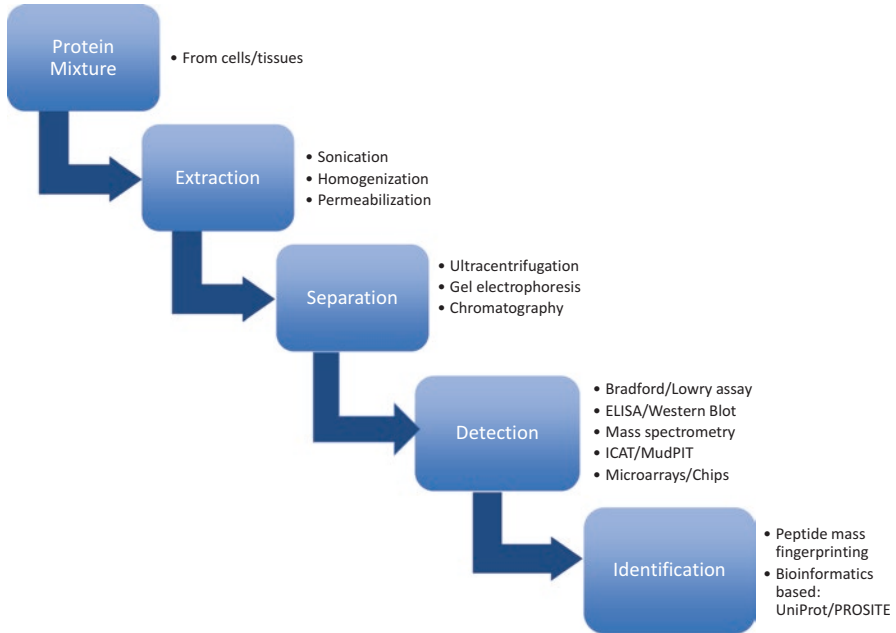 Protein
Mixture
• From cells/tissues
Extraction
• Sonication
• Homogenization
• Permeabilization
Separation
• Ultracentrifugation
• Gel electrophoresis
• Chromatography
Detection
• Bradford/Lowry assay
• ELISA/Western Blot
• Mass spectrometry
• ICAT/MudPIT
• Microarrays/Chips
Identification
• Peptide mass
fingerprinting
• Bioinformatics
based:
UniProt/PROSITE